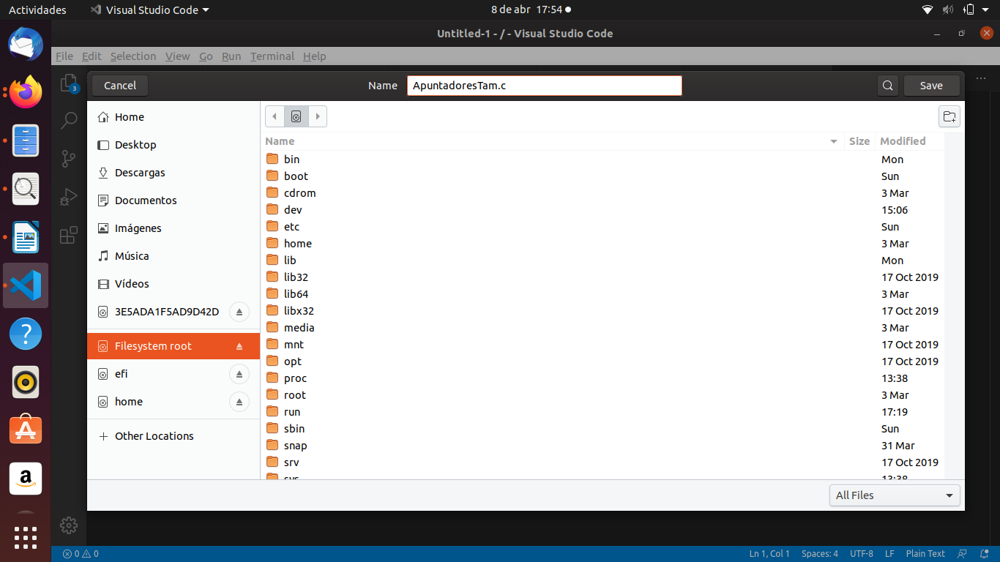 Actividades Visual Studio Code 8 de abr 17:54
Untitled-1 - / - Visual Studio Code
File Edit Selection View Go Run Terminal Help
3
Cancel Name ApuntadoresTam.c Save
Home
Desktop
Descargas
Documentos
Imágenes
Música
Vídeos
3E5ADA1F5AD9D42D
Filesystem root
efi
home
Other Locations
Name Size Modified
bin Mon
boot Sun
cdrom 3 Mar
dev 15:06
etc Sun
home 3 Mar
lib Mon
lib32 17 Oct 2019
lib64 3 Mar
libx32 17 Oct 2019
media 3 Mar
mnt 17 Oct 2019
opt 17 Oct 2019
proc 13:38
root 3 Mar
run 17:19
sbin Sun
snap 31 Mar
srv 17 Oct 2019
sys 13:38
All Files
0 0 Ln 1, Col 1 Spaces: 4 UTF-8 LF Plain Text